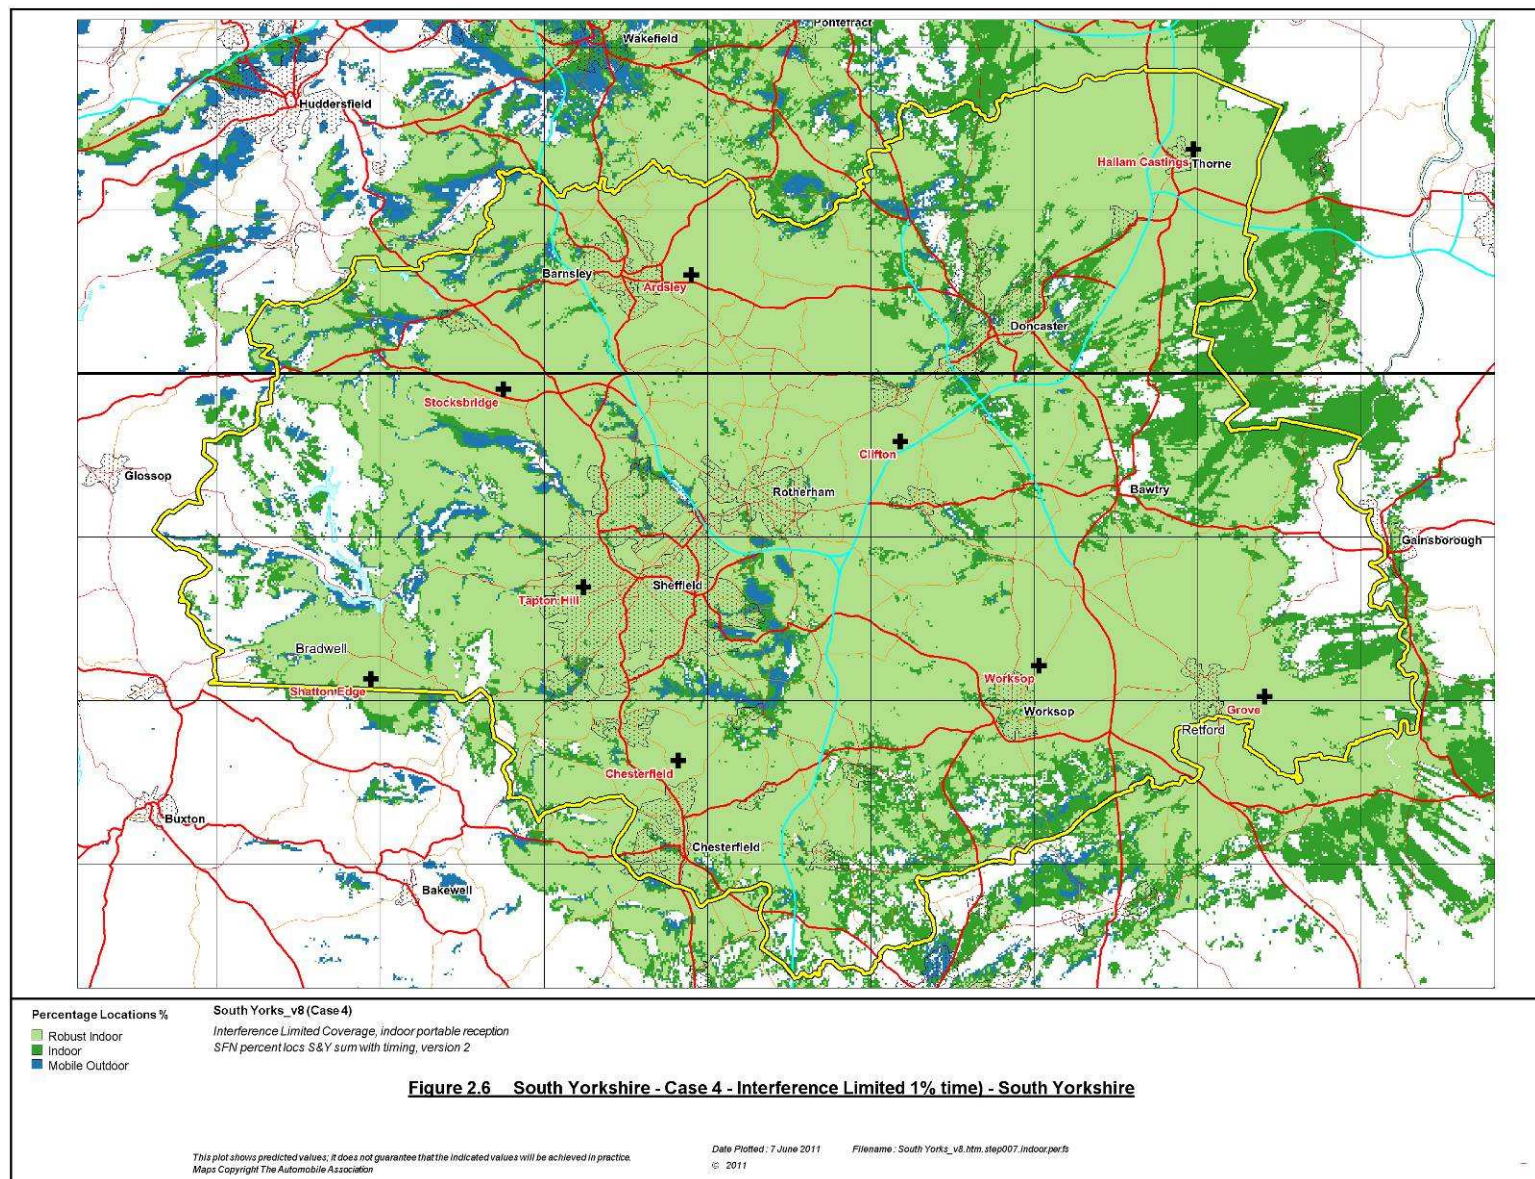 Pontefract
Wakefield
Huddersfield
Hallam Castings
Thorne
Barnsley
Ardsley
Doncaster
Stocksbridge
Clifton
Glossop
Rotherham
Bawtry
Gainsborough
Sheffield
Tapton Hill
Bradwell
Shatton Edge
Worksop
Worksop
Grove
Retford
Chesterfield
Buxton
Chesterfield
Bakewell
Percentage Locations %
Robust Indoor
Indoor
Mobile Outdoor
South Yorks_v8 (Case 4)
Interference Limited Coverage, indoor portable reception
SFN percent locs S&Y sum with timing, version 2
Figure 2.6 South Yorkshire - Case 4 - Interference Limited 1% time) - South Yorkshire
This plot shows predicted values; it does not guarantee that the indicated values will be achieved in practice.
Maps Copyright The Automobile Association
Date Plotted : 7 June 2011 Filename : South Yorks_v8.htm.step007.indoor.perfs
© 2011